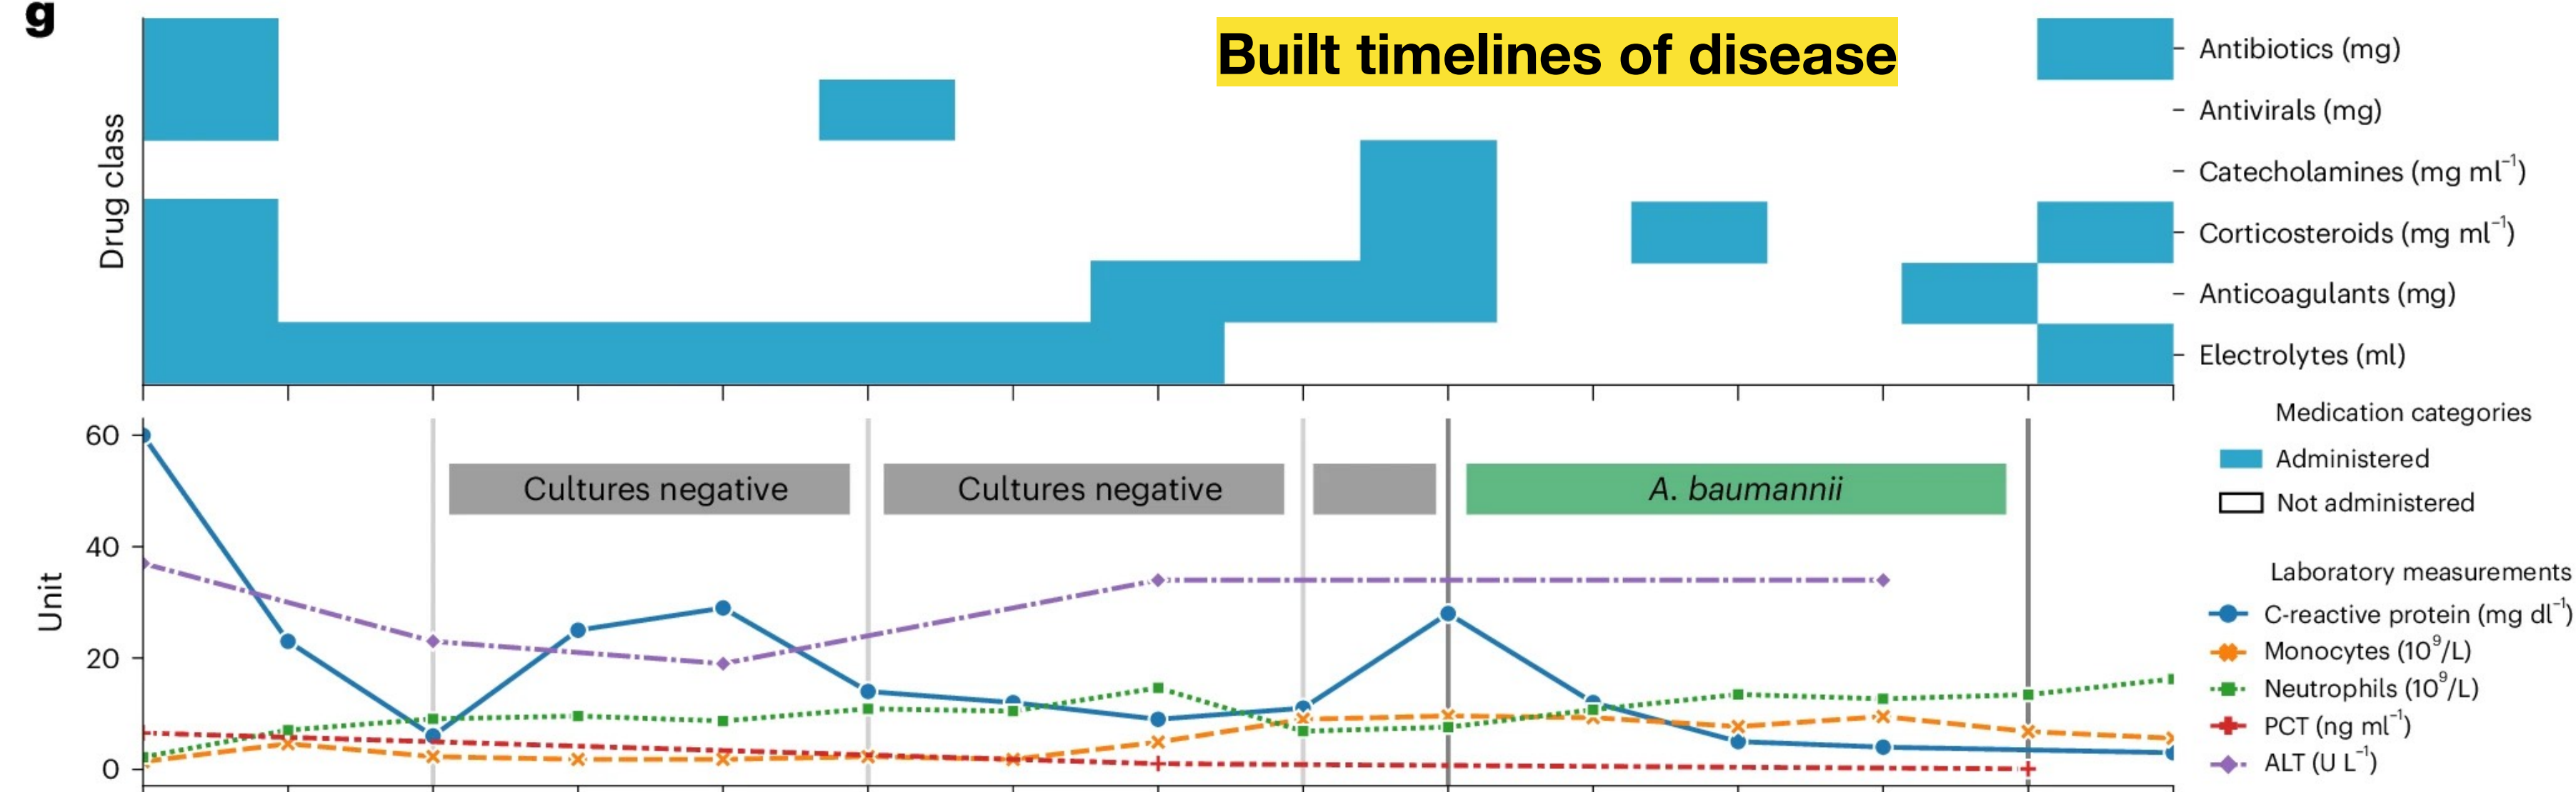 g
Built timelines of disease
Drug class
Antibiotics (mg)
Antivirals (mg)
Catecholamines (mg ml⁻¹)
Corticosteroids (mg ml⁻¹)
Anticoagulants (mg)
Electrolytes (ml)
Medication categories
Administered
Not administered
Unit
60
40
20
0
Cultures negative
Cultures negative
A. baumannii
Laboratory measurements
C-reactive protein (mg dl⁻¹)
Monocytes (10⁹/L)
Neutrophils (10⁹/L)
PCT (ng ml⁻¹)
ALT (U L⁻¹)